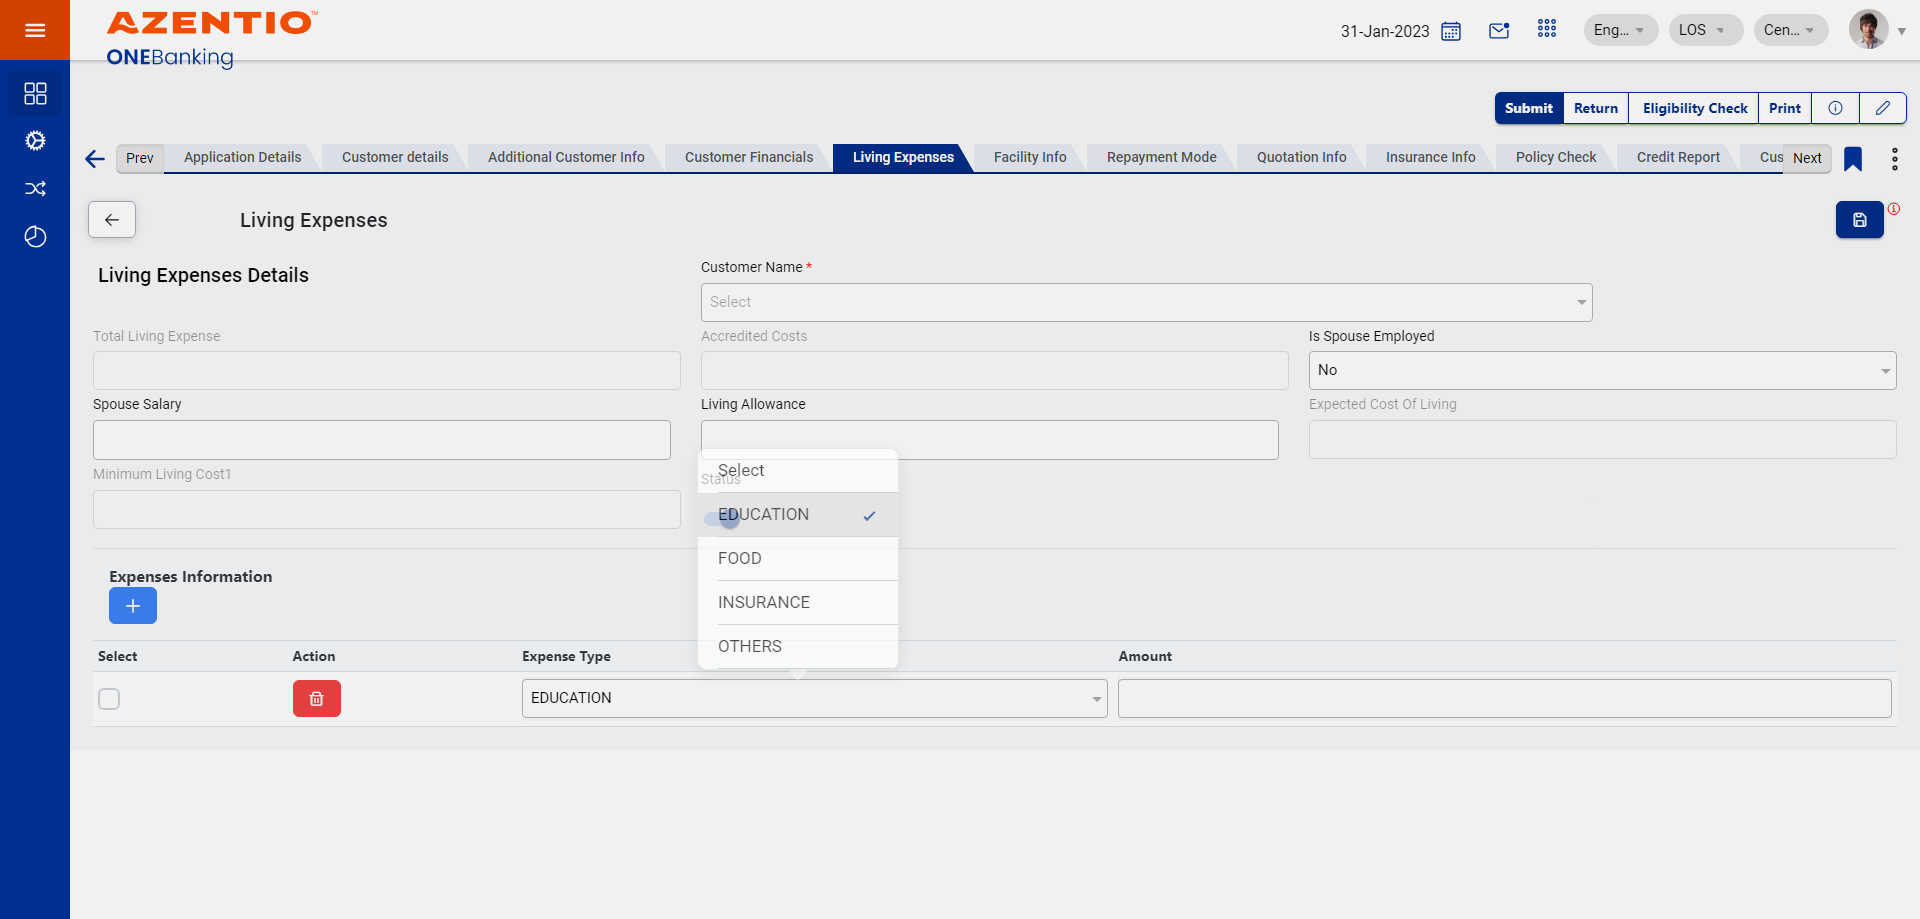 AZENTIO™
ONEBanking
31-Jan-2023
Eng...
LOS
Cen...
Submit
Return
Eligibility Check
Print
Prev
Application Details
Customer details
Additional Customer Info
Customer Financials
Living Expenses
Facility Info
Repayment Mode
Quotation Info
Insurance Info
Policy Check
Credit Report
Cus
Next
Living Expenses
Living Expenses Details
Customer Name *
Select
Total Living Expense
Accredited Costs
Is Spouse Employed
No
Spouse Salary
Living Allowance
Expected Cost Of Living
Minimum Living Cost1
Select
Status
EDUCATION
FOOD
INSURANCE
OTHERS
Expenses Information
Select
Action
Expense Type
Amount
EDUCATION